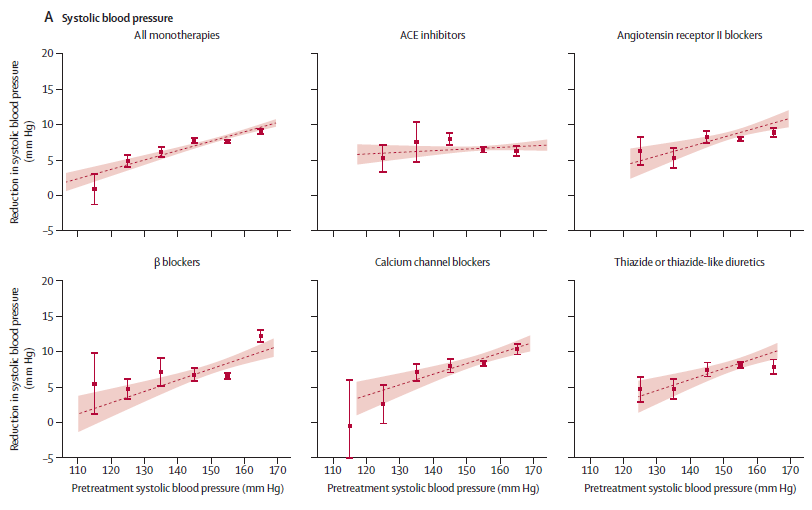 A Systolic blood pressure
All monotherapies
ACE inhibitors
Angiotensin receptor II blockers
Reduction in systolic blood pressure
(mm Hg)
20
15
10
5
0
–5
β blockers
Calcium channel blockers
Thiazide or thiazide-like diuretics
Reduction in systolic blood pressure
(mm Hg)
20
15
10
5
0
–5
110 120 130 140 150 160 170
110 120 130 140 150 160 170
110 120 130 140 150 160 170
Pretreatment systolic blood pressure (mm Hg)
Pretreatment systolic blood pressure (mm Hg)
Pretreatment systolic blood pressure (mm Hg)